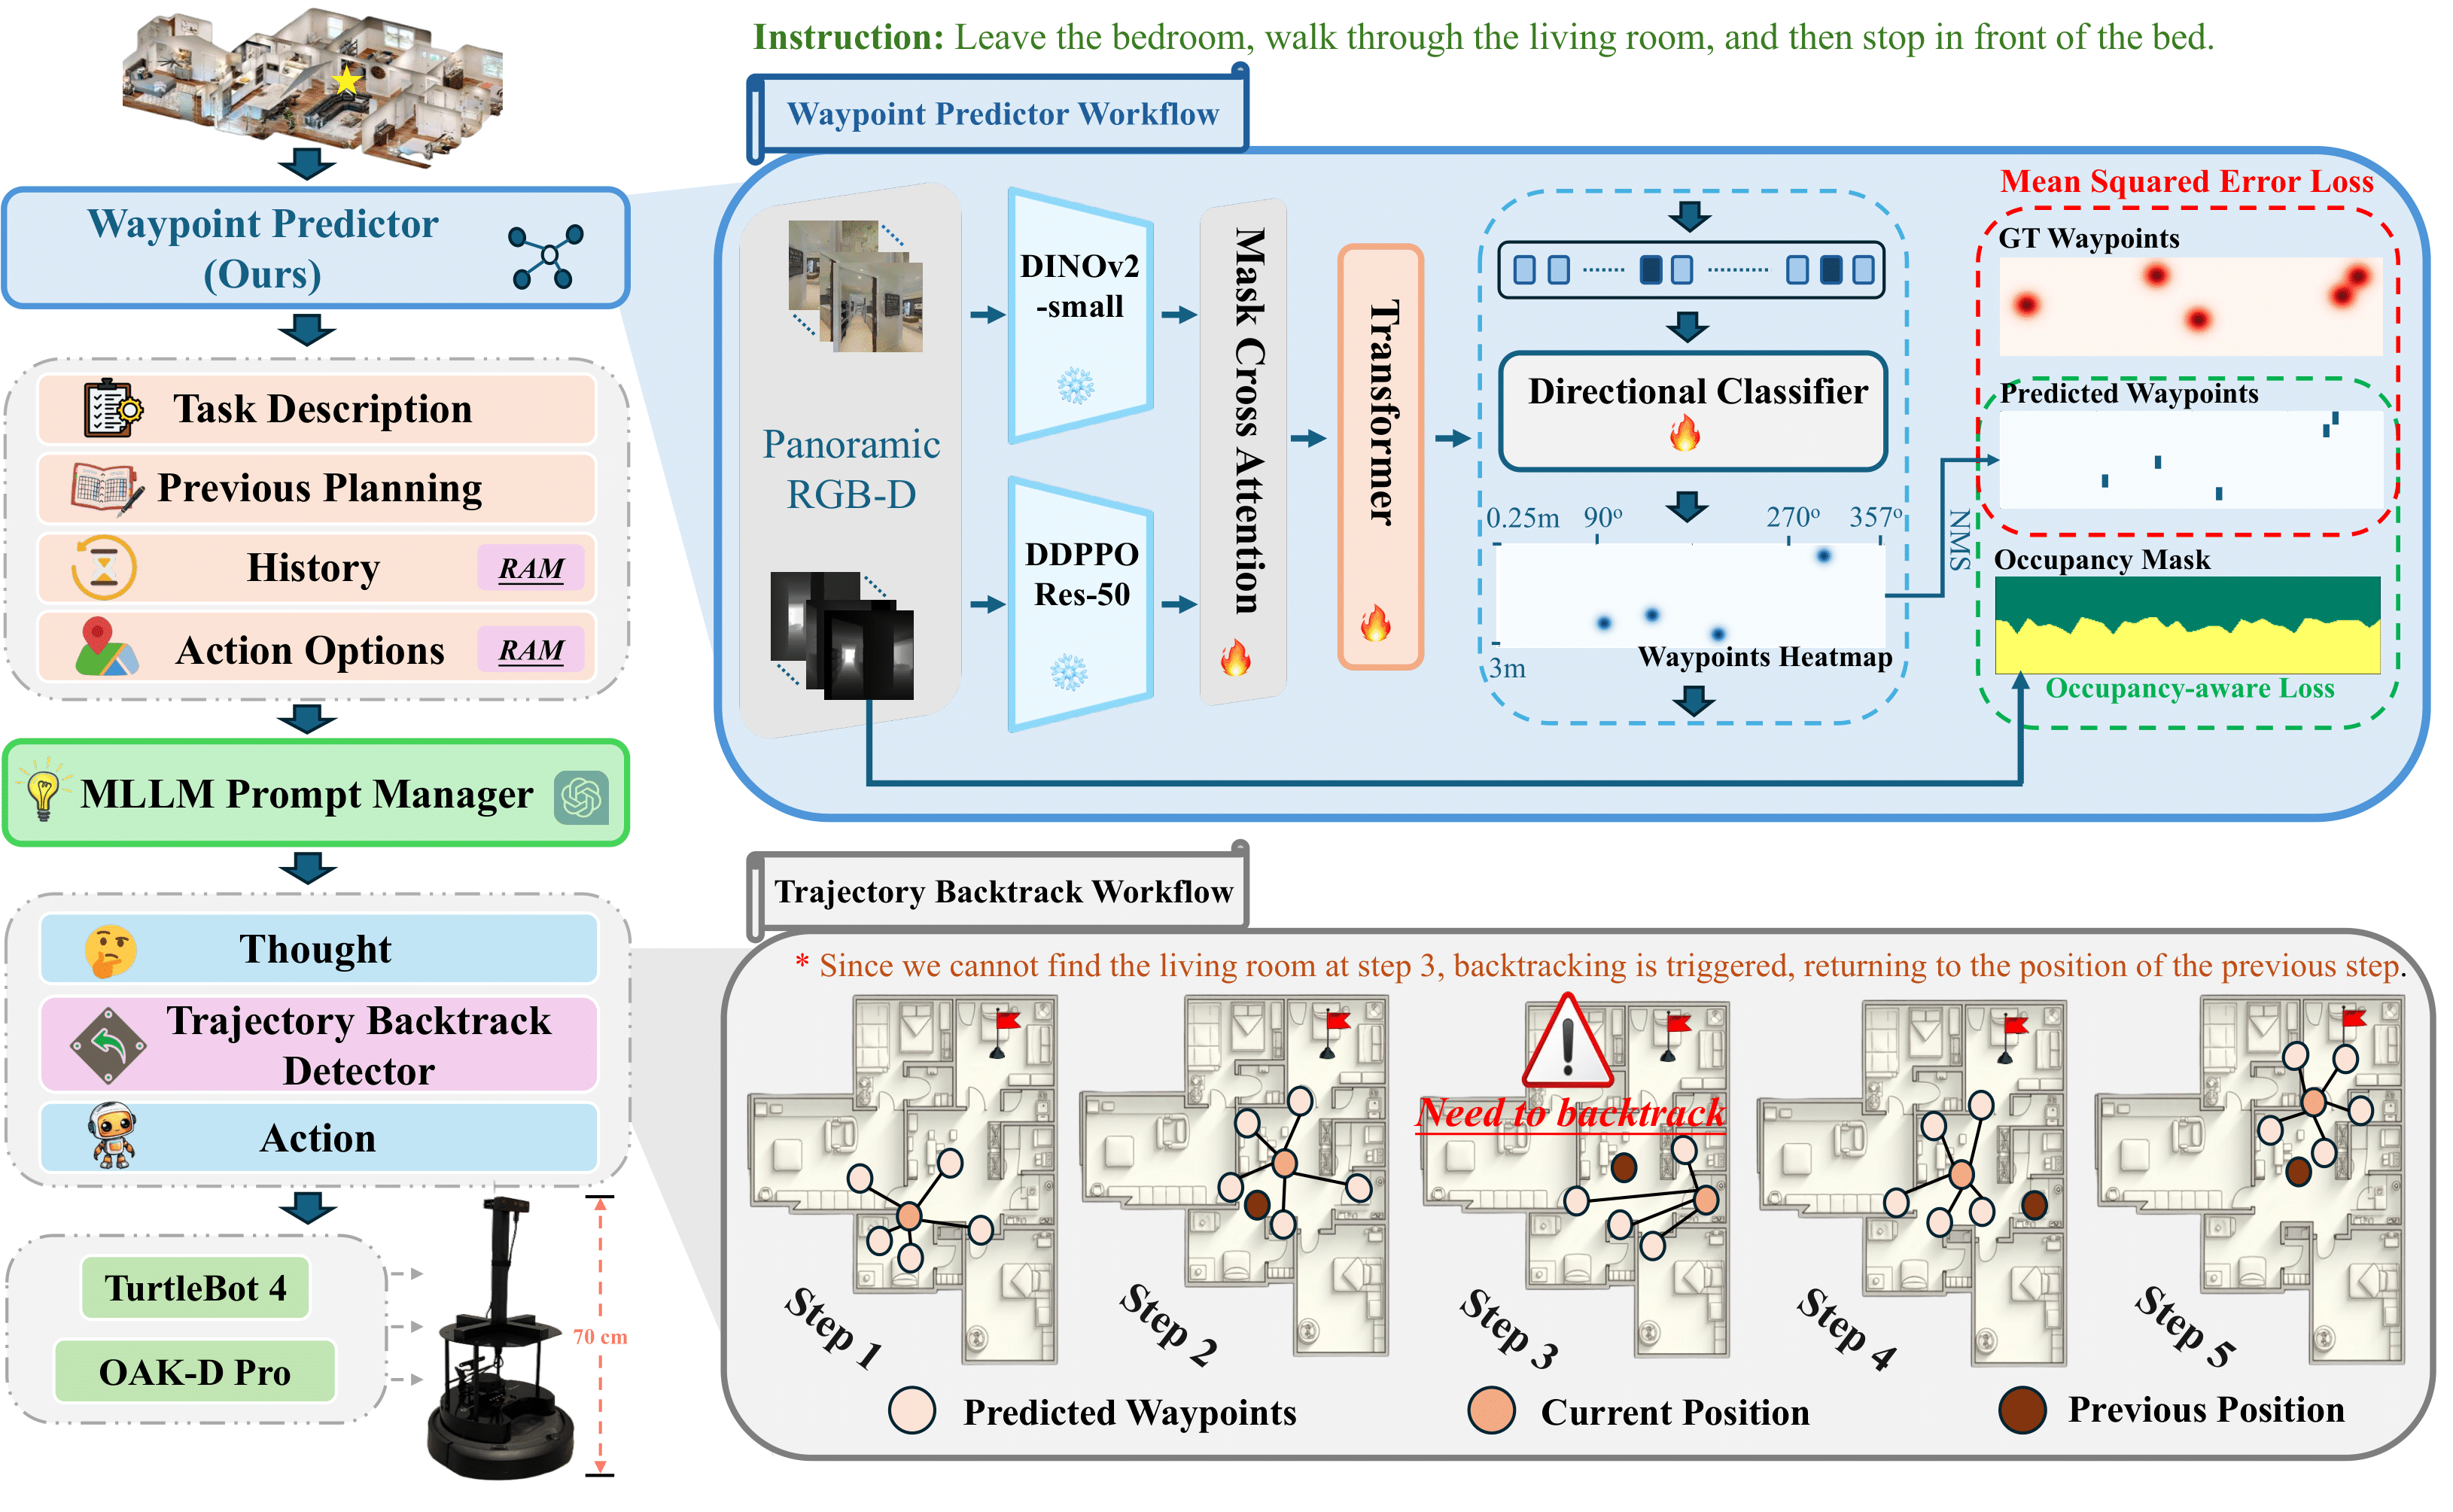 Instruction: Leave the bedroom, walk through the living room, and then stop in front of the bed.
Waypoint Predictor
(Ours)
Task Description
Previous Planning
History
RAM
Action Options
RAM
MLLM Prompt Manager
Thought
Trajectory Backtrack
Detector
Action
TurtleBot 4
OAK-D Pro
70 cm
Waypoint Predictor Workflow
Panoramic
RGB-D
DINOv2
-small
DDPPO
Res-50
Mask Cross Attention
Transformer
Directional Classifier
0.25m
90°
270°
357°
3m
Waypoints Heatmap
NMS
Mean Squared Error Loss
GT Waypoints
Predicted Waypoints
Occupancy Mask
Occupancy-aware Loss
Trajectory Backtrack Workflow
* Since we cannot find the living room at step 3, backtracking is triggered, returning to the position of the previous step.
Need to backtrack
Step 1
Step 2
Step 3
Step 4
Step 5
Predicted Waypoints
Current Position
Previous Position